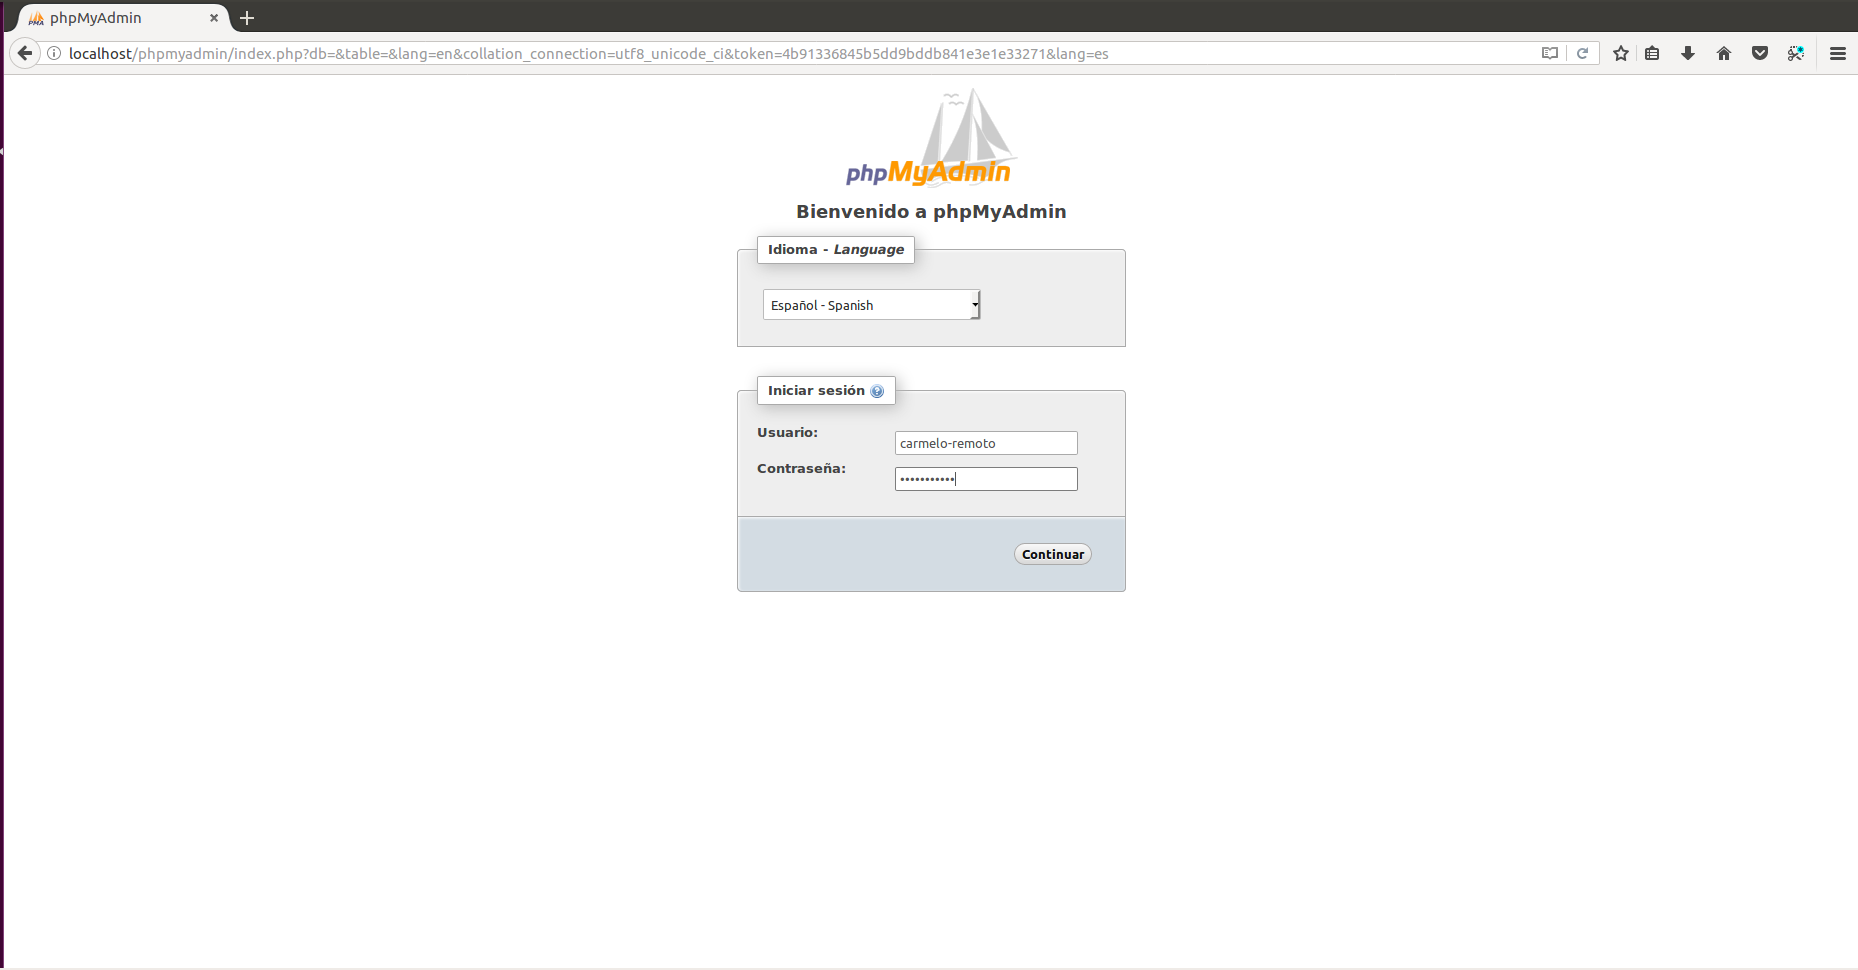 phpMyAdmin
localhost/phpmyadmin/index.php?db=&table=&lang=en&collation_connection=utf8_unicode_ci&token=4b91336845b5dd9bddb841e3e1e33271&lang=es
phpMyAdmin
Bienvenido a phpMyAdmin
Idioma - Language
Español - Spanish
Iniciar sesión
Usuario:
carmelo-remoto
Contraseña:
•••••••••••
Continuar